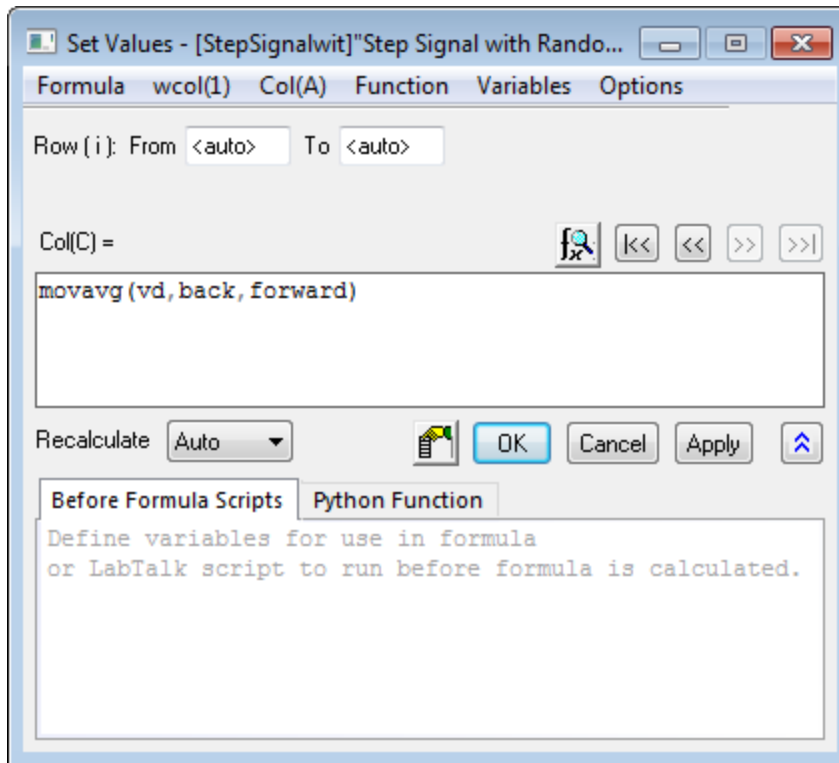 Set Values - [StepSignalwit]"Step Signal with Rando...
Formula wcol(1) Col(A) Function Variables Options
Row ( i ): From <auto> To <auto>
Col(C) =
|<< << >> >>|
movavg(vd,back,forward)
Recalculate Auto OK Cancel Apply
Before Formula Scripts Python Function
Define variables for use in formula
or LabTalk script to run before formula is calculated.